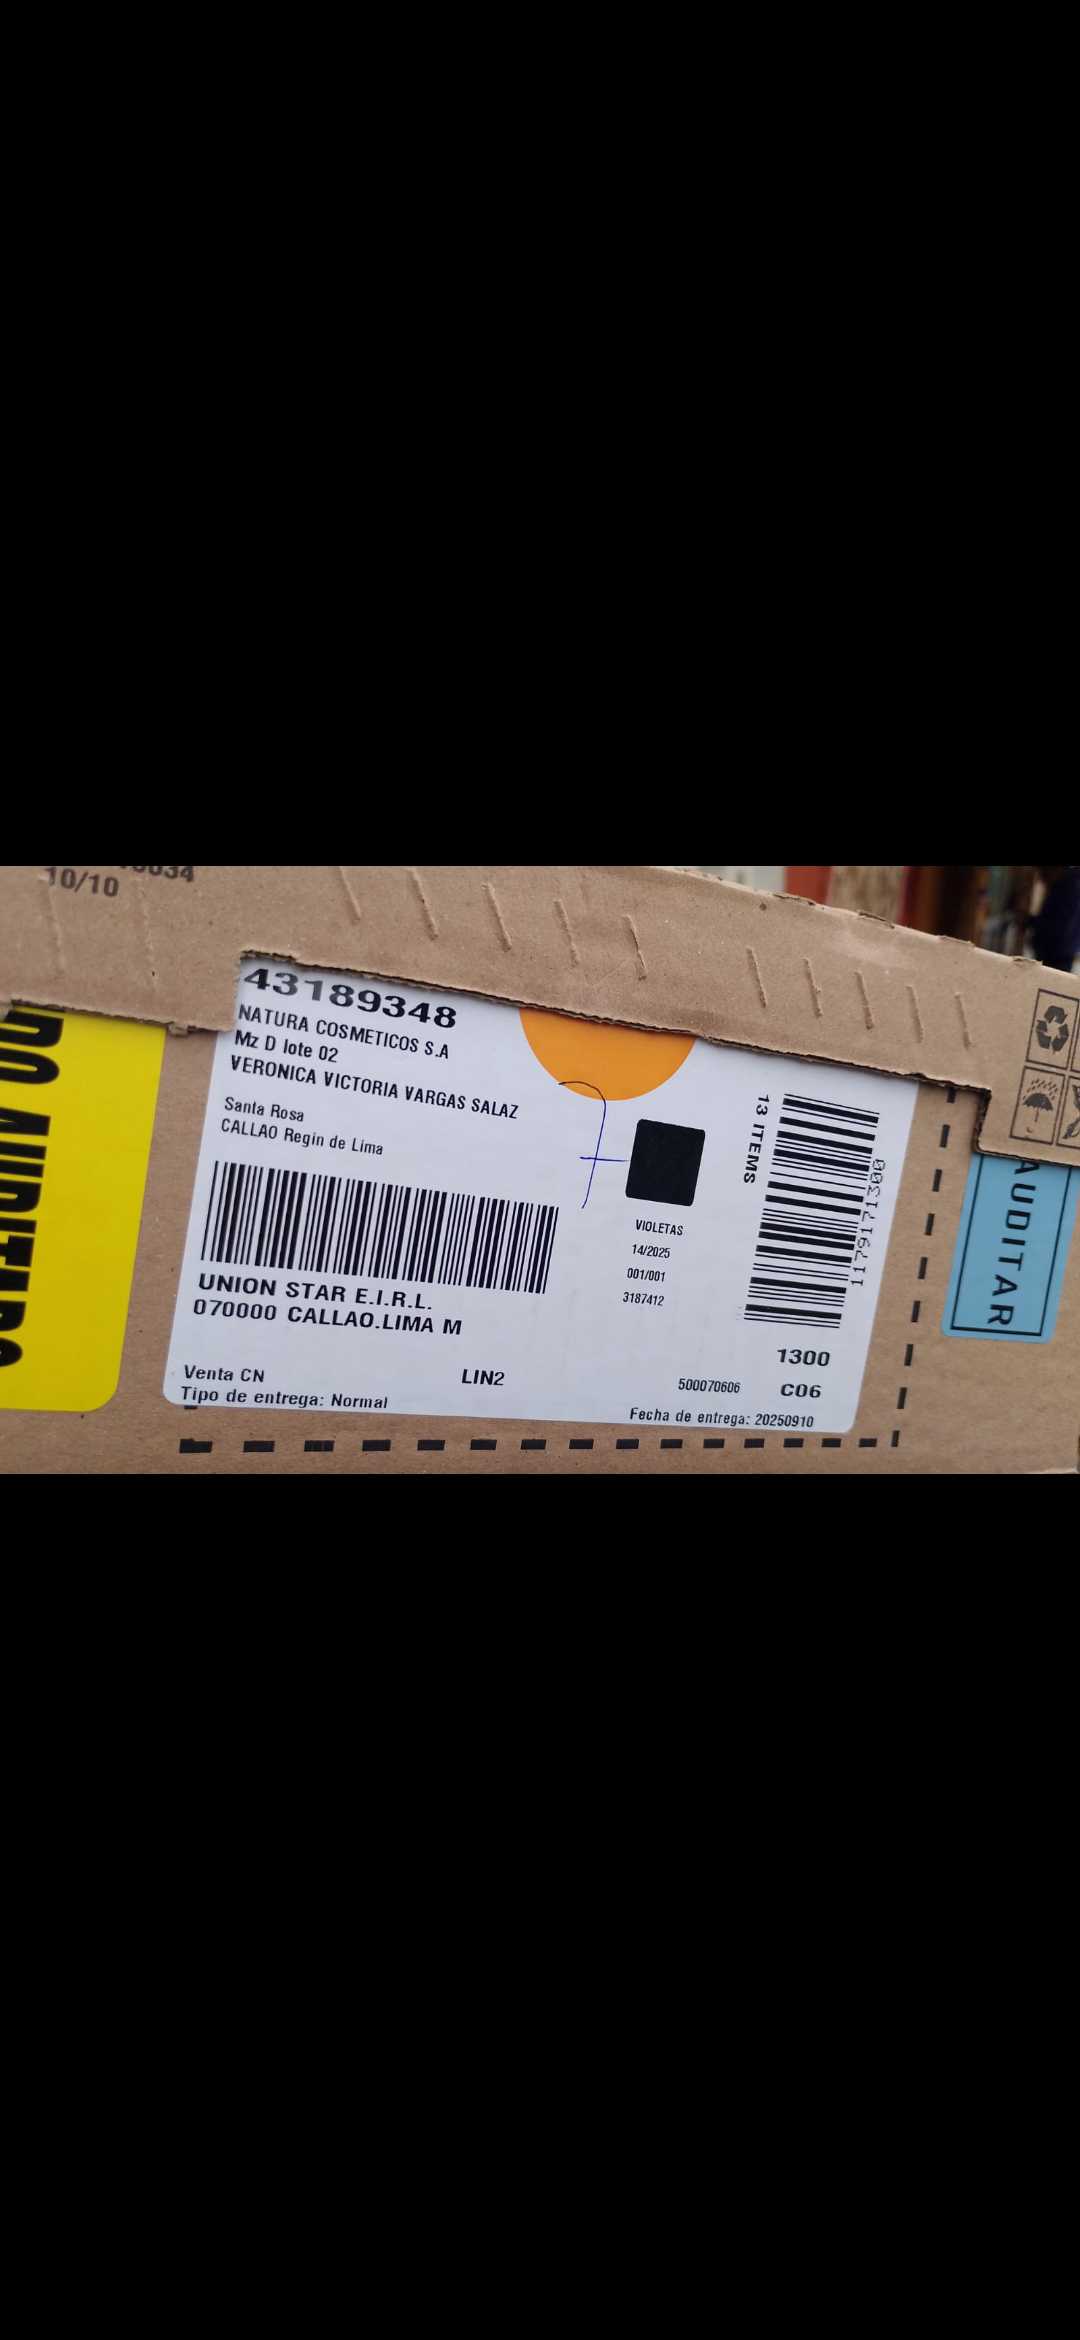 10/10
43189348
NATURA COSMETICOS S.A
Mz D lote 02
VERONICA VICTORIA VARGAS SALAZ
Santa Rosa
CALLAO Regin de Lima
7
13 ITEMS
1179171300
VIOLETAS
14/2025
001/001
3187412
UNION STAR E.I.R.L.
070000 CALLAO.LIMA M
1300
Venta CN
LIN2
500070606
C06
Tipo de entrega: Normal
Fecha de entrega: 20250910
AUDITAR